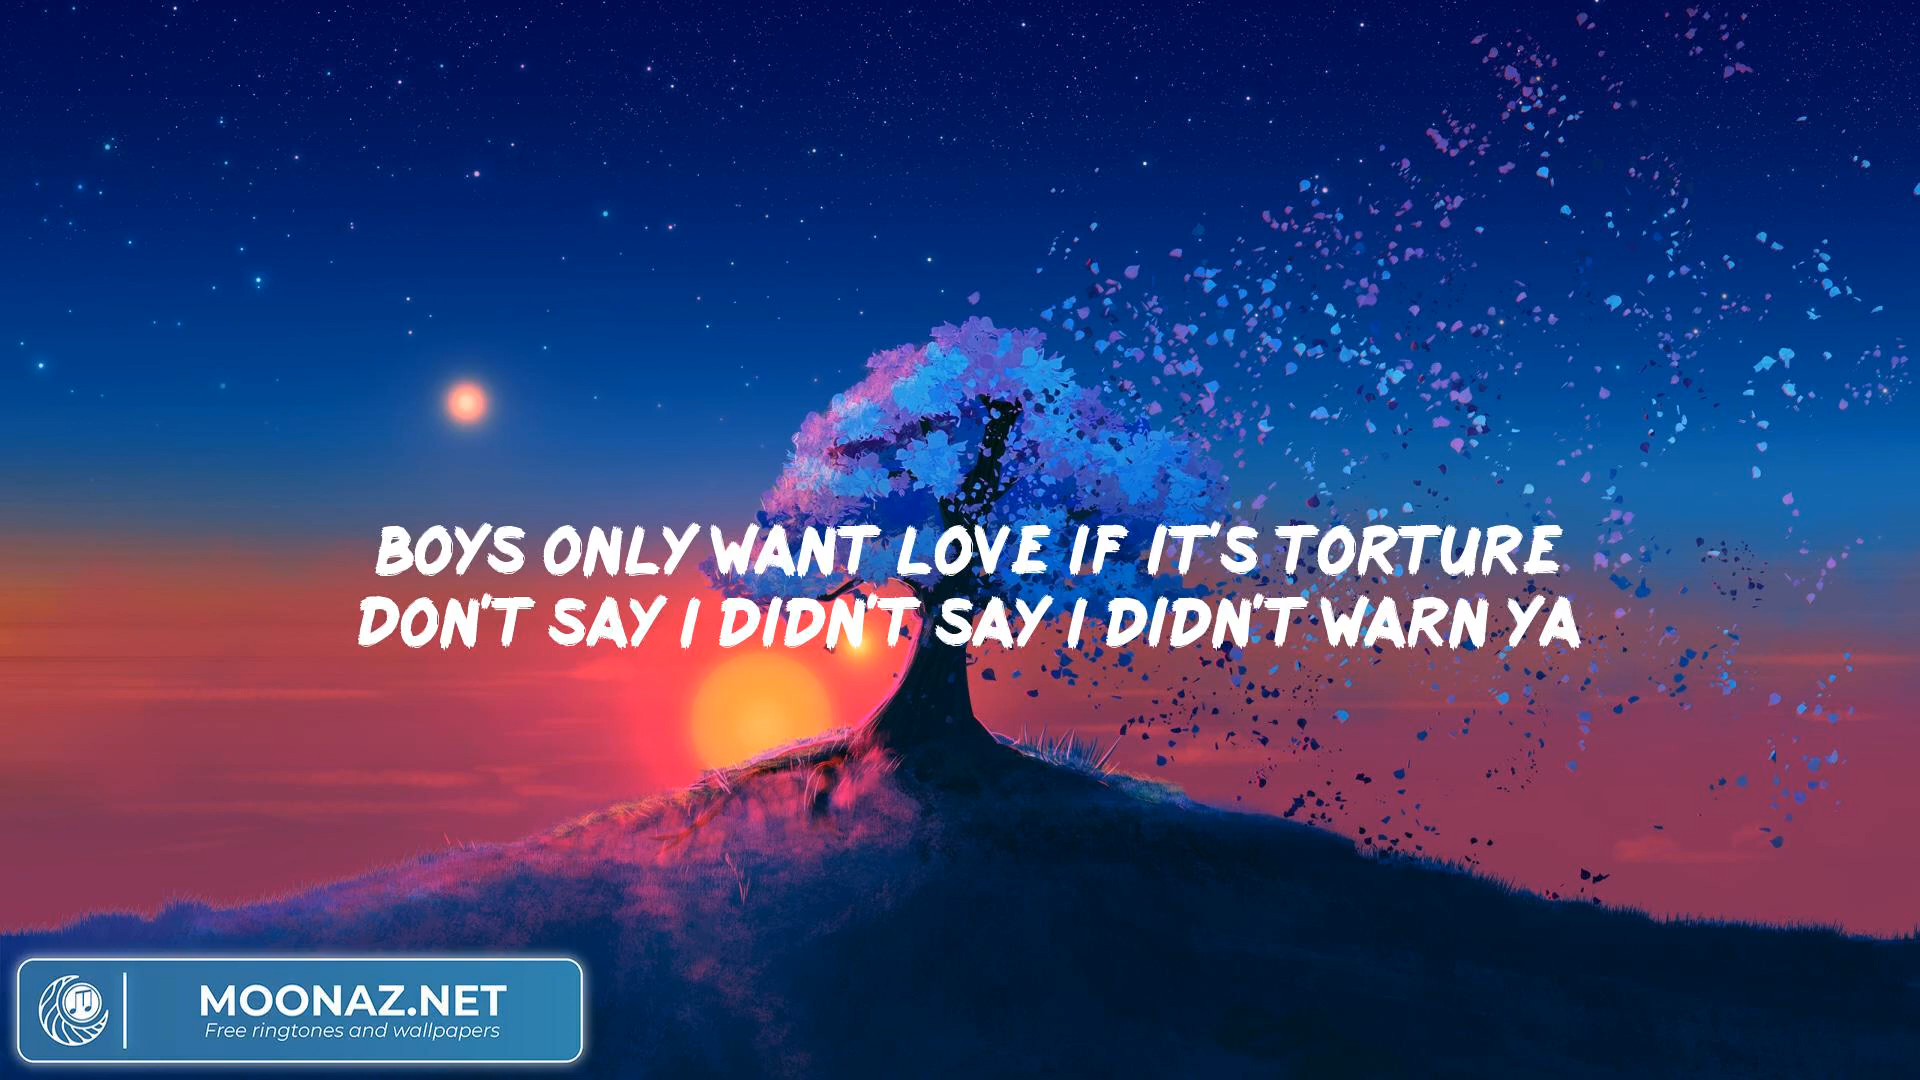 BOYS ONLY WANT LOVE IF IT'S TORTURE
DON'T SAY I DIDN'T SAY I DIDN'T WARN YA
MOONAZ.NET
Free ringtones and wallpapers